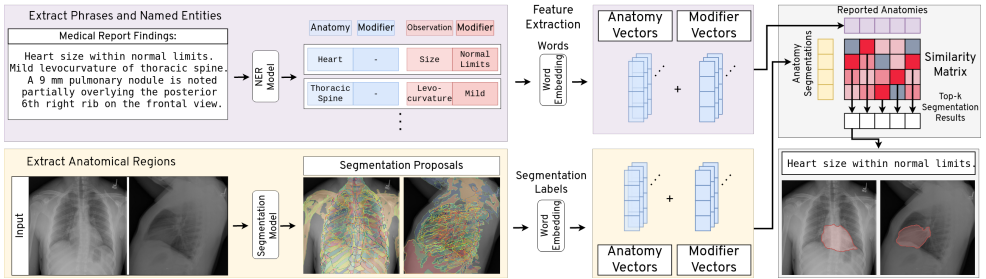 Extract Phrases and Named Entities
Medical Report Findings:
Heart size within normal limits.
Mild levocurvature of thoracic spine.
A 9 mm pulmonary nodule is noted
partially overlying the posterior
6th right rib on the frontal view.
NER
Model
Anatomy Modifier Observation Modifier
Heart - Size Normal
Limits
Thoracic
Spine - Levo-
curvature Mild
Feature
Extraction
Words
Word
Embedding
Anatomy
Vectors
Modifier
Vectors
+
Reported Anatomies
Anatomy
Segmentations
Similarity
Matrix
Top-k
Segmentation
Results
Extract Anatomical Regions
Input
Segmentation
Model
Segmentation Proposals
Segmentation
Labels
Word
Embedding
+
Anatomy
Vectors
Modifier
Vectors
Heart size within normal limits.